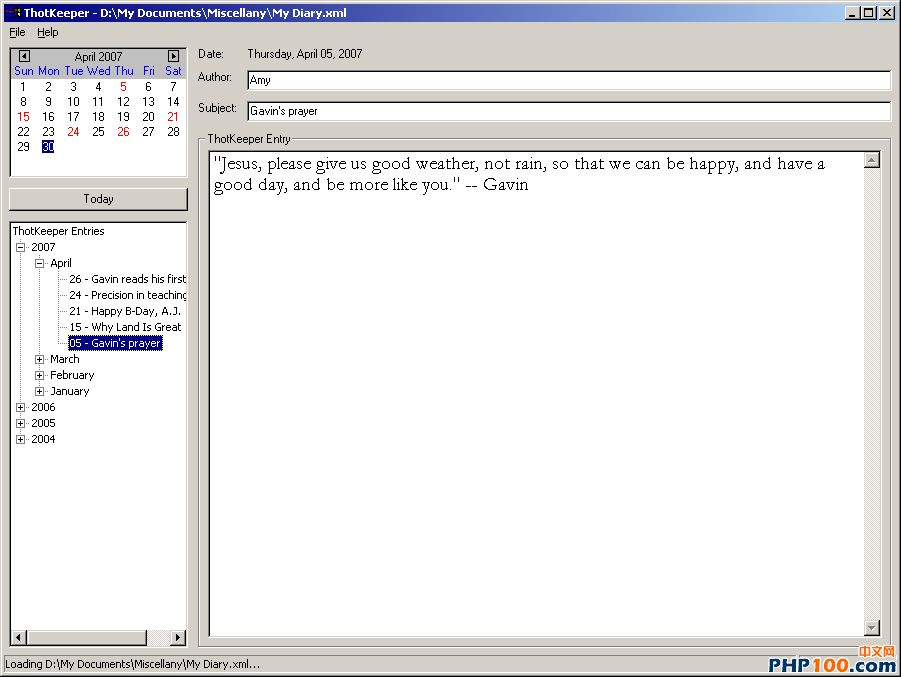 ThotKeeper - D:\My Documents\Miscellany\My Diary.xml
File Help
April 2007
Sun Mon Tue Wed Thu Fri Sat
1 2 3 4 5 6 7
8 9 10 11 12 13 14
15 16 17 18 19 20 21
22 23 24 25 26 27 28
29 30
Today
ThotKeeper Entries
2007
April
26 - Gavin reads his first
24 - Precision in teaching
21 - Happy B-Day, A.J.
15 - Why Land Is Great
05 - Gavin's prayer
March
February
January
2006
2005
2004
Date: Thursday, April 05, 2007
Author: Amy
Subject: Gavin's prayer
ThotKeeper Entry
"Jesus, please give us good weather, not rain, so that we can be happy, and have a
good day, and be more like you." -- Gavin
Loading D:\My Documents\Miscellany\My Diary.xml...
中文网
PHP100.com